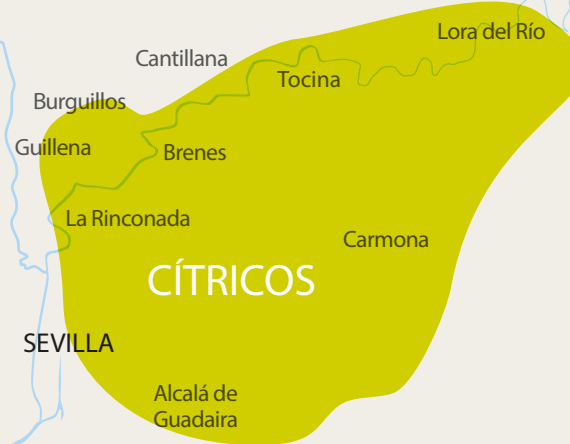 Lora del Río
Cantillana
Tocina
Burguillos
Guillena
Brenes
La Rinconada
Carmona
CÍTRICOS
SEVILLA
Alcalá de
Guadaira